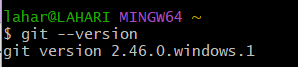 lahar@LAHARI MINGW64 ~
$ git --version
git version 2.46.0.windows.1